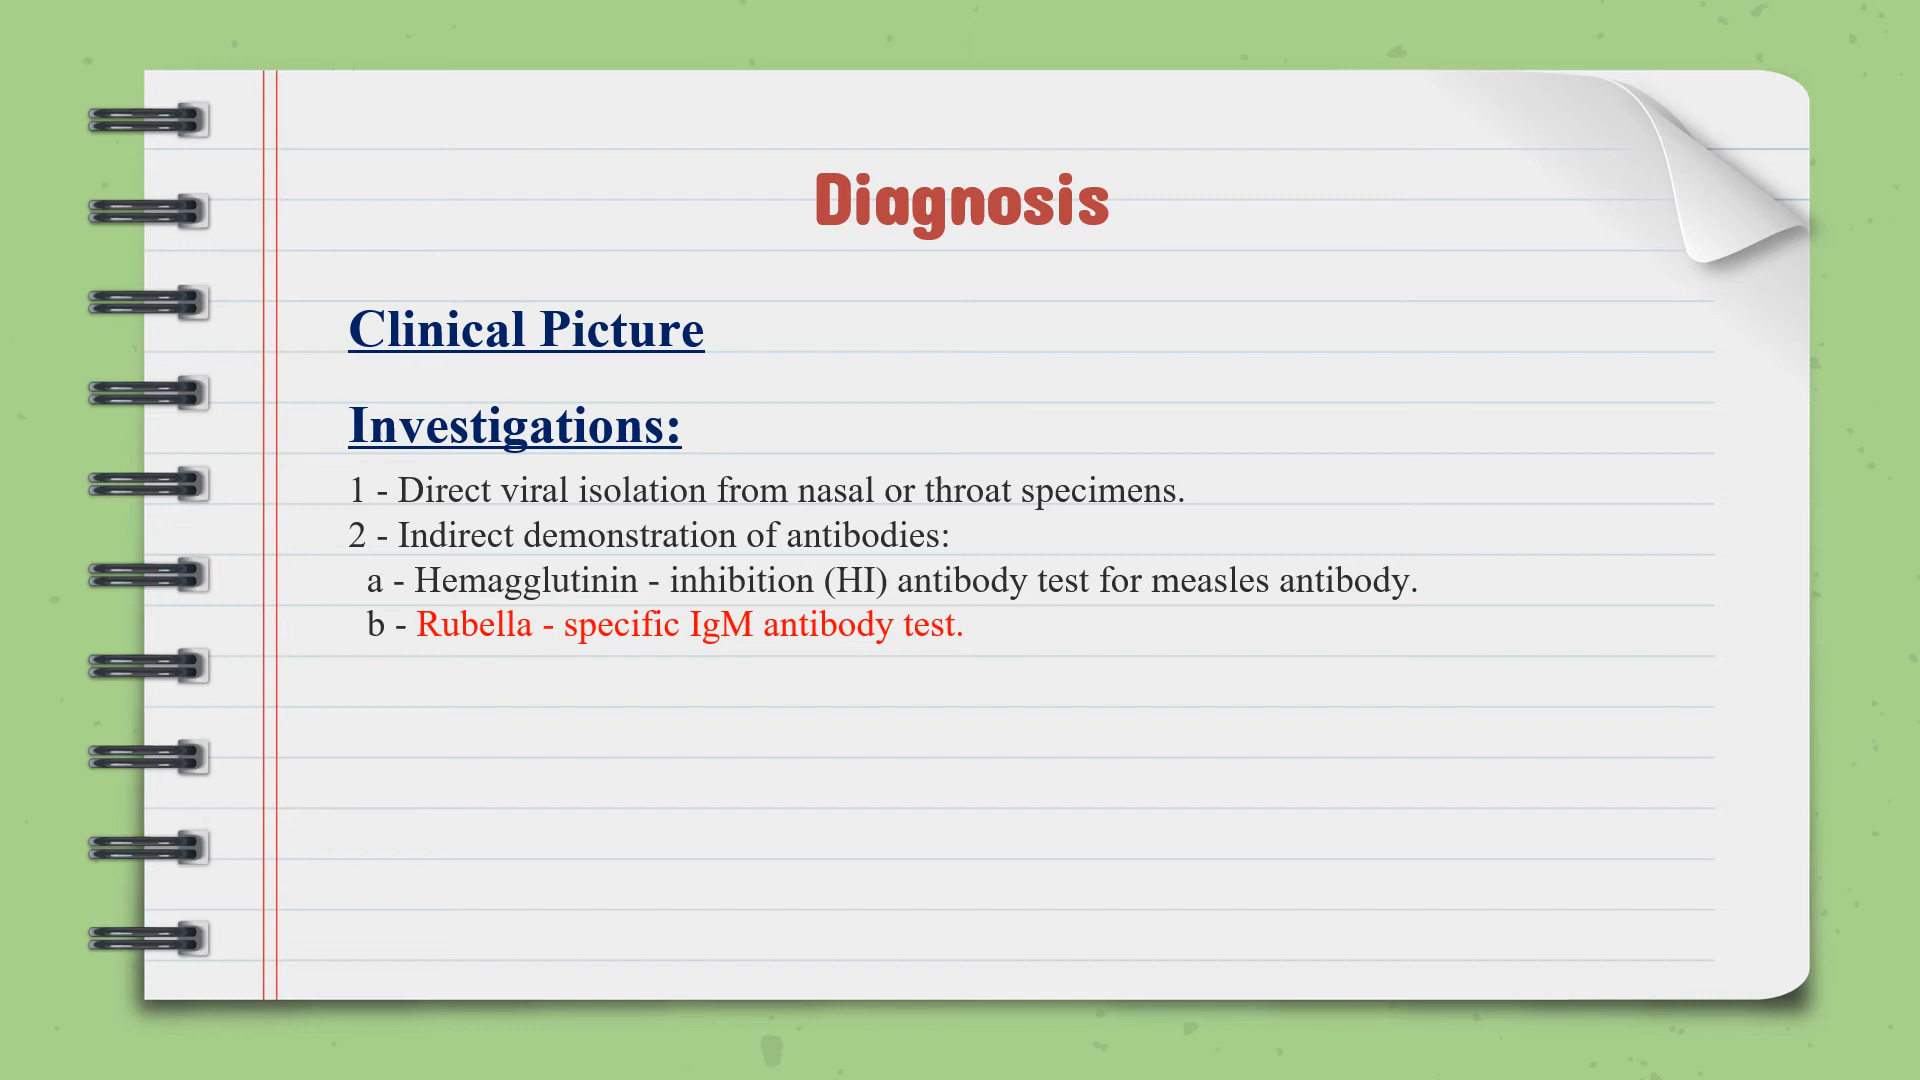 Diagnosis
Clinical Picture
Investigations:
1 - Direct viral isolation from nasal or throat specimens.
2 - Indirect demonstration of antibodies:
a - Hemagglutinin - inhibition (HI) antibody test for measles antibody.
b - Rubella - specific IgM antibody test.